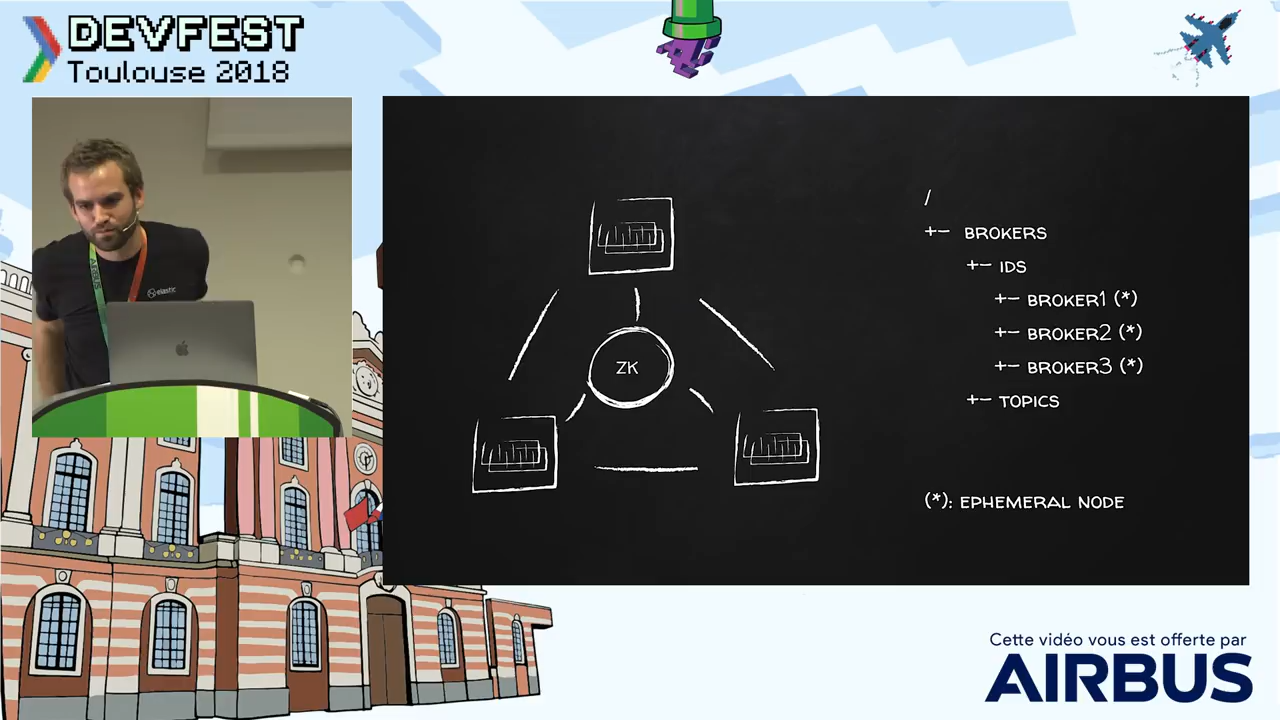 DEVFEST
Toulouse 2018
elastic
/
+- BROKERS
+- IDS
+- BROKER1 (*)
+- BROKER2 (*)
+- BROKER3 (*)
+- TOPICS
ZK
(*): EPHEMERAL NODE
Cette vidéo vous est offerte par
AIRBUS